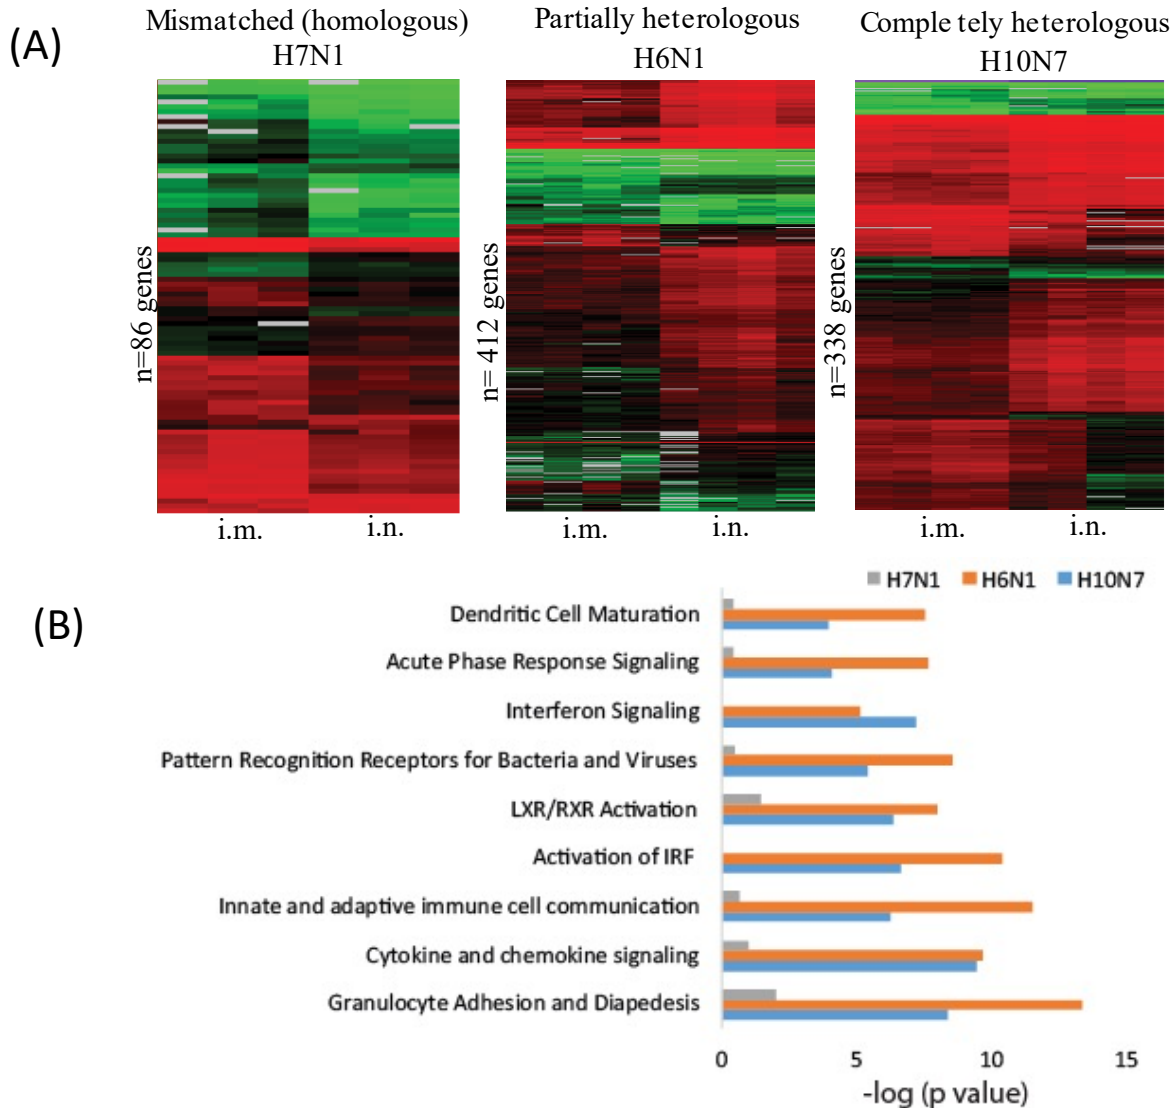 (A)
Mismatched (homologous)
H7N1
Partially heterologous
H6N1
Comple tely heterologous
H10N7
n=86 genes
n= 412 genes
n=338 genes
i.m.
i.n.
i.m.
i.n.
i.m.
i.n.
(B)
H7N1
H6N1
H10N7
Dendritic Cell Maturation
Acute Phase Response Signaling
Interferon Signaling
Pattern Recognition Receptors for Bacteria and Viruses
LXR/RXR Activation
Activation of IRF
Innate and adaptive immune cell communication
Cytokine and chemokine signaling
Granulocyte Adhesion and Diapedesis
0
5
10
15
-log (p value)